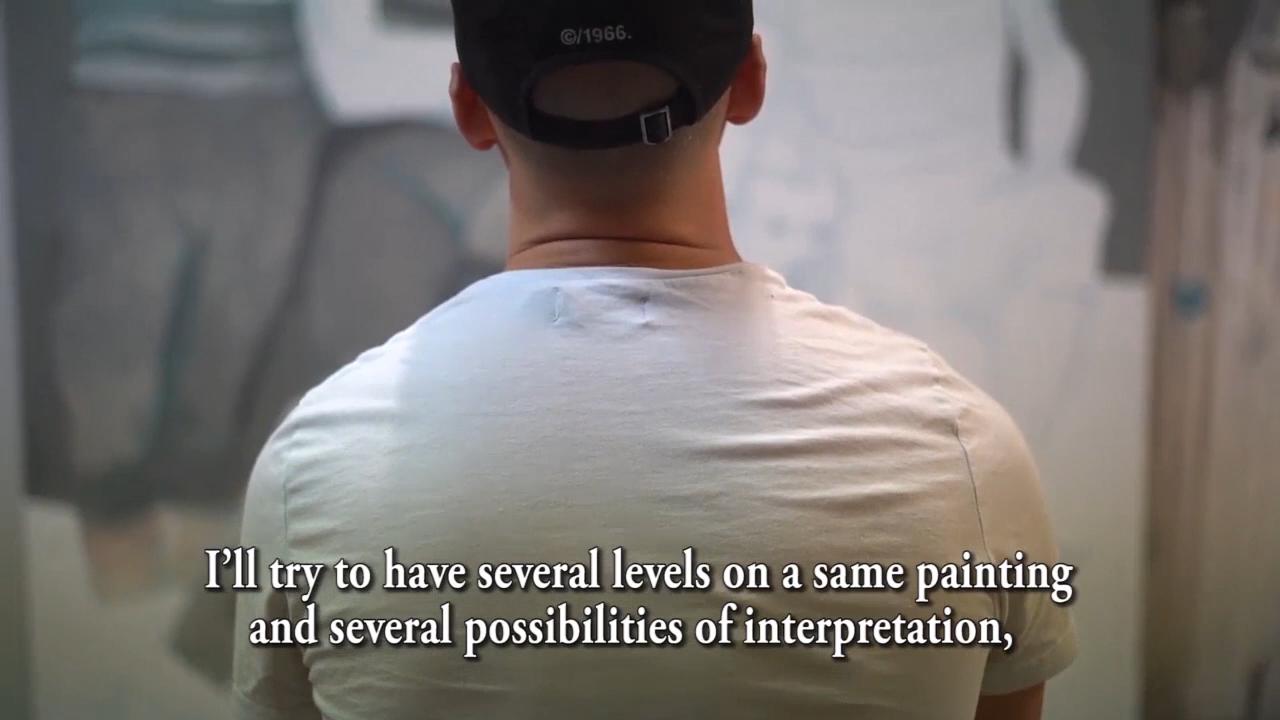 ©/1966.
I'll try to have several levels on a same painting
and several possibilities of interpretation,